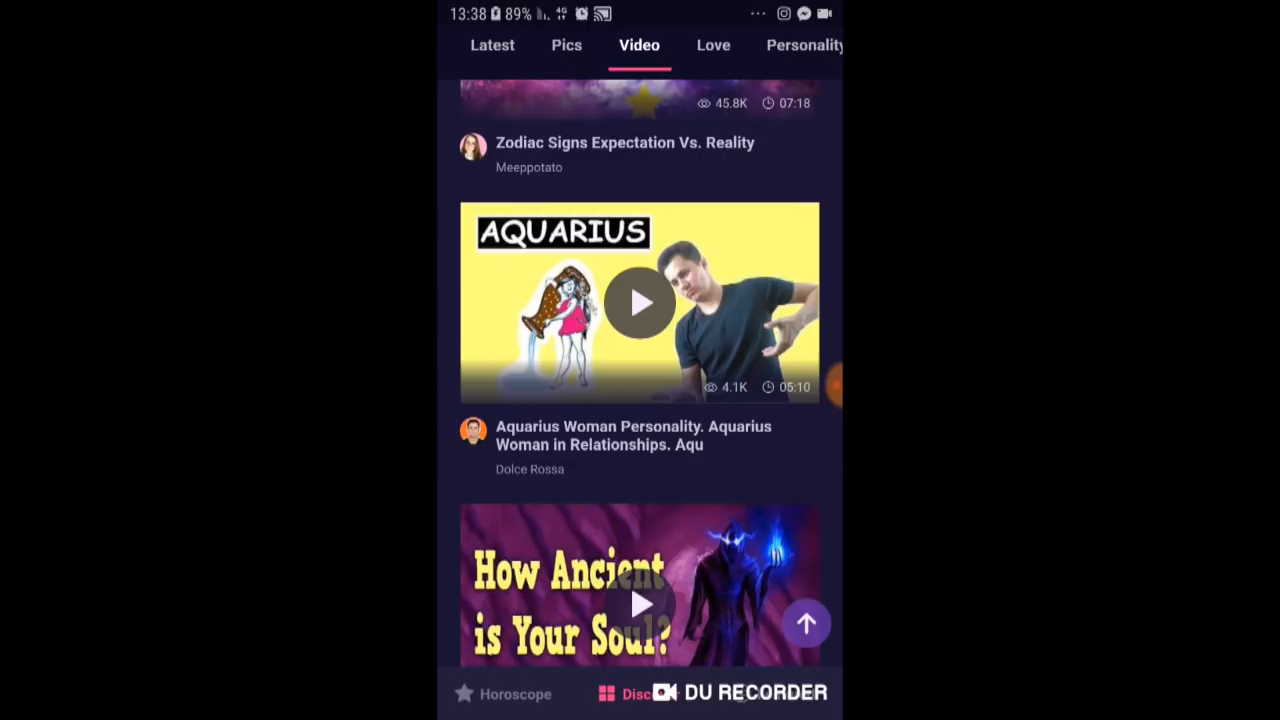 13:38 89% 4G
Latest Pics Video Love Personality
45.8K 07:18
Zodiac Signs Expectation Vs. Reality
Meeppotato
AQUARIUS
4.1K 05:10
Aquarius Woman Personality. Aquarius
Woman in Relationships. Aqu
Dolce Rossa
How Ancient
is Your Soul?
Horoscope Disc DU RECORDER